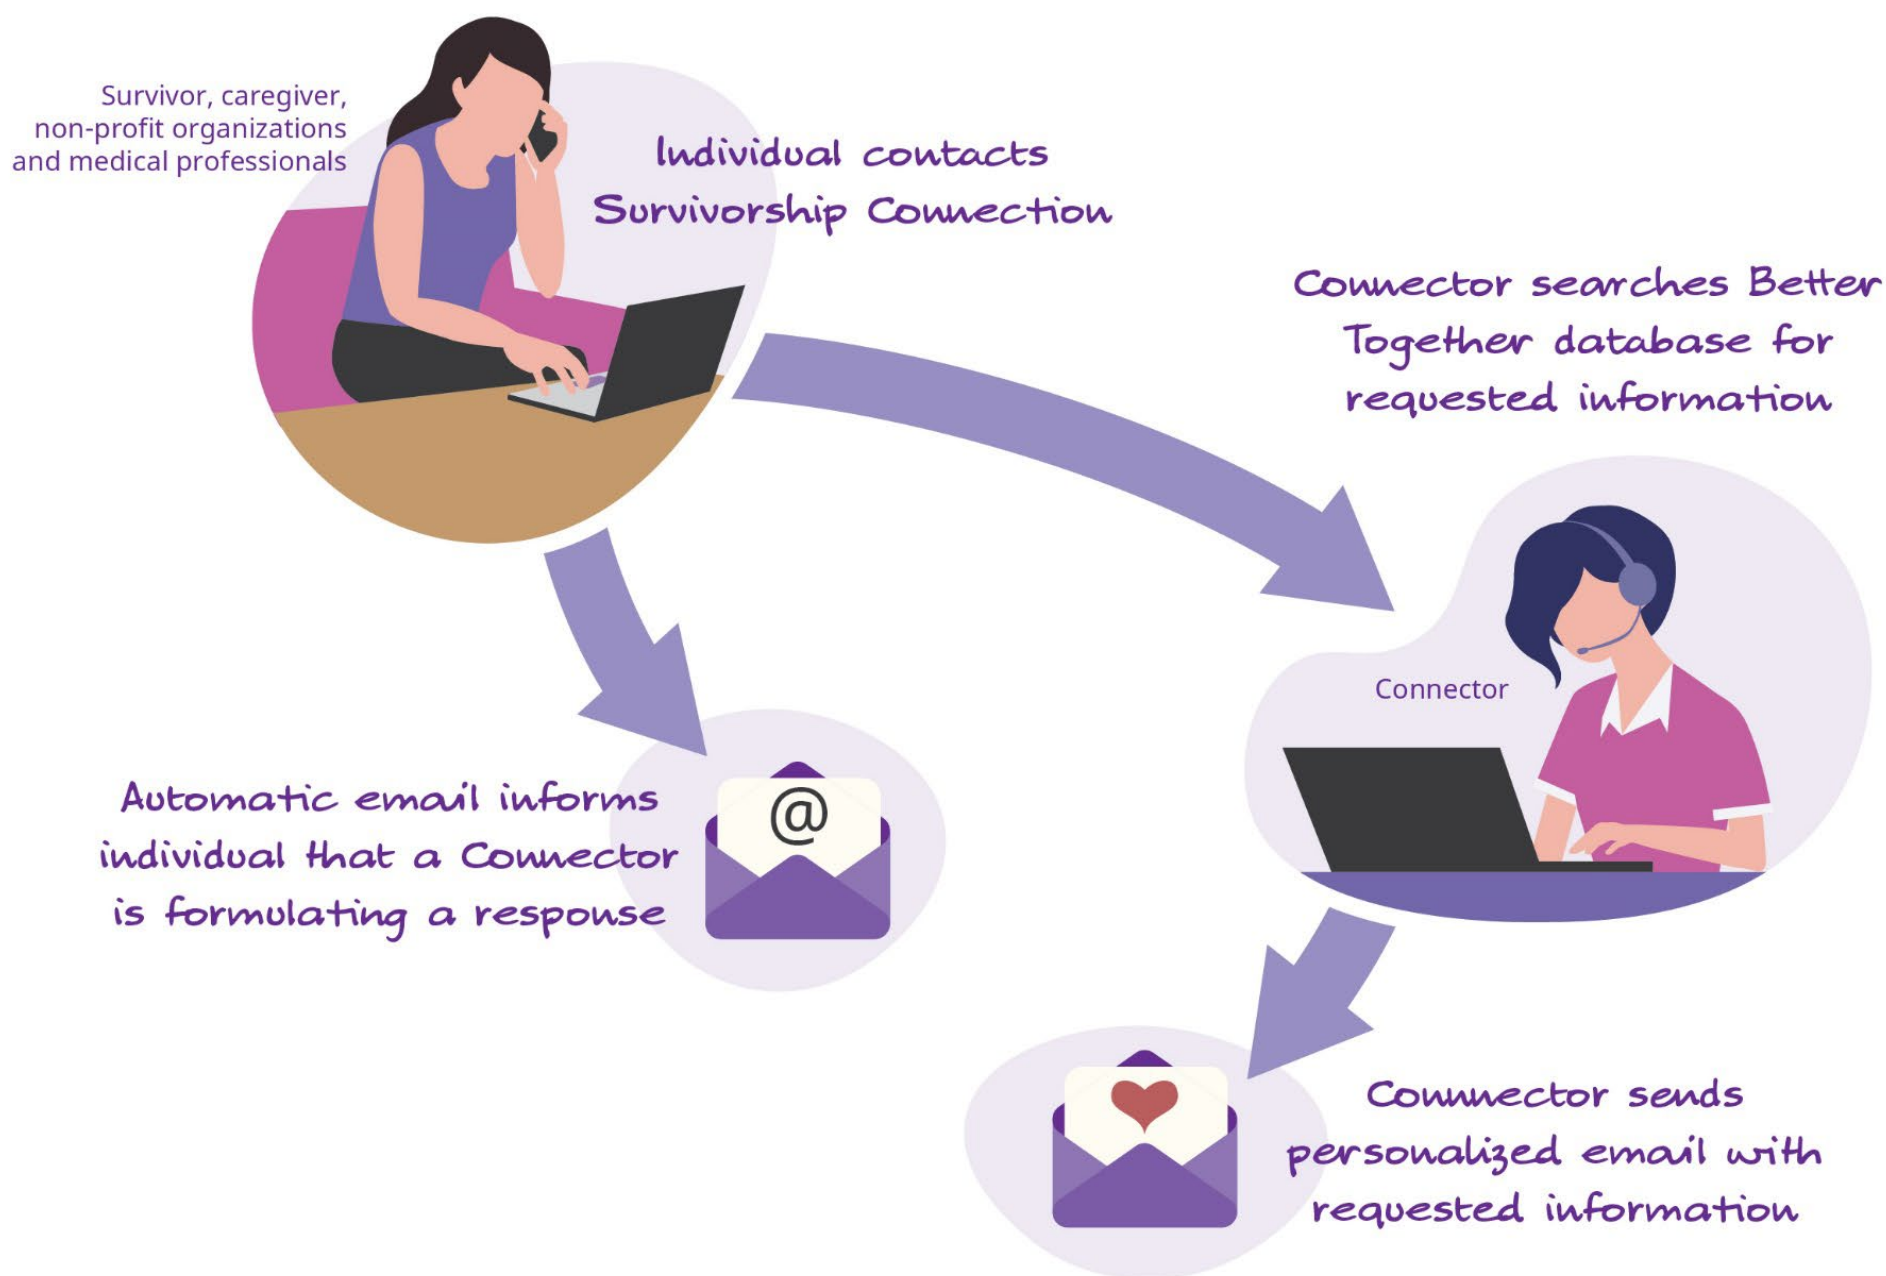 Survivor, caregiver,
non-profit organizations
and medical professionals
Individual contacts
Survivorship Connection
Connector searches Better
Together database for
requested information
Connector
Automatic email informs
individual that a Connector
is formulating a response
@
Connnector sends
personalized email with
requested information